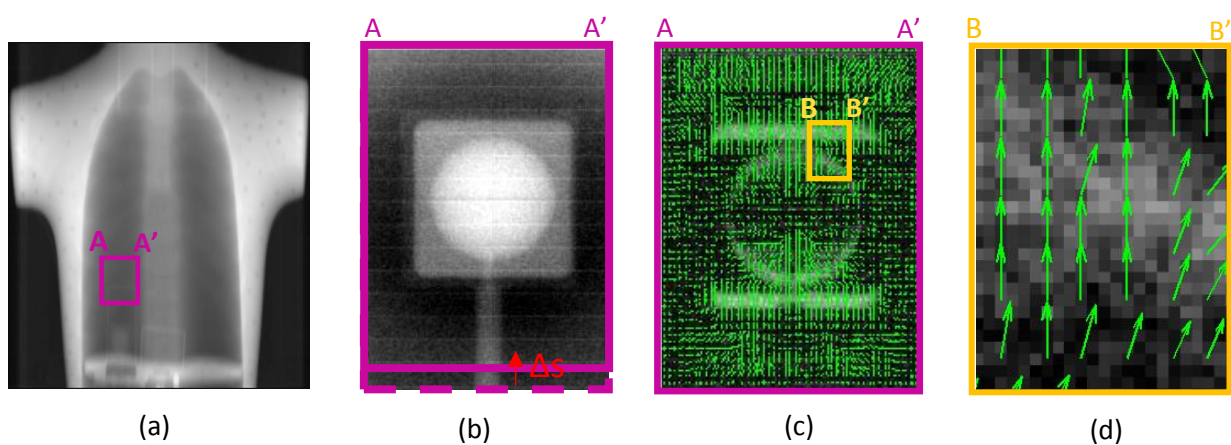 A A’ A A’ B B’
B B’
A A’
Δs
(a) (b) (c) (d)